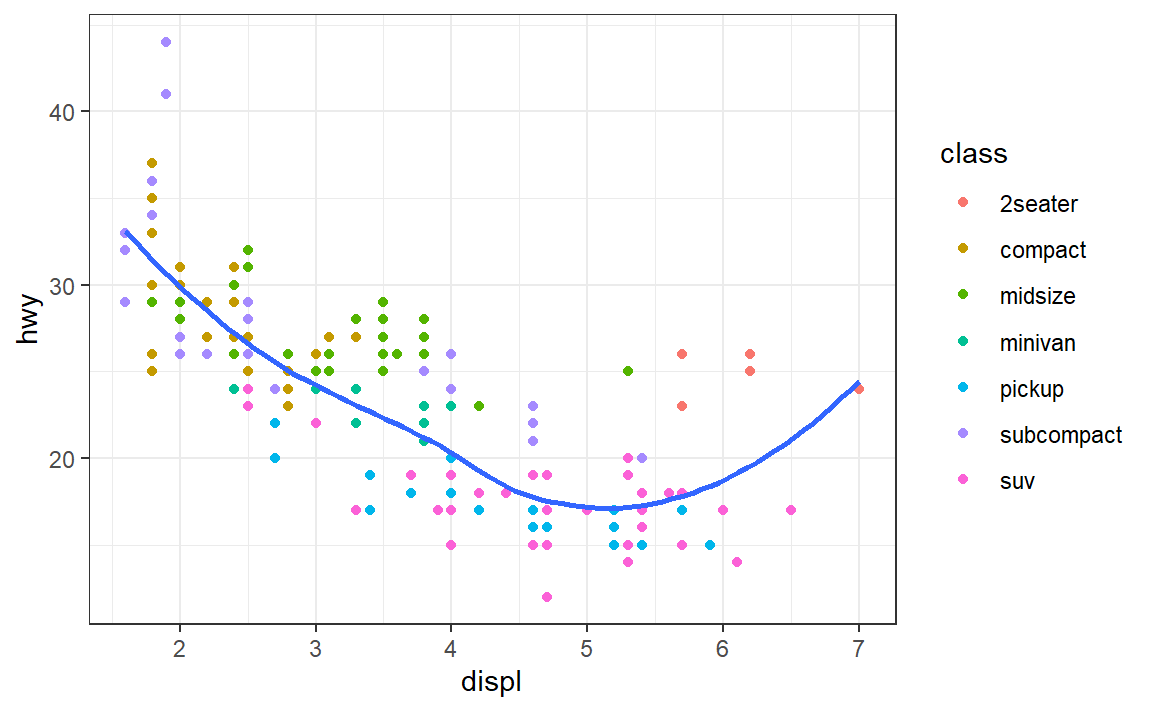 40
30
20
hwy
2 3 4 5 6 7
displ
class
2seater
compact
midsize
minivan
pickup
subcompact
suv